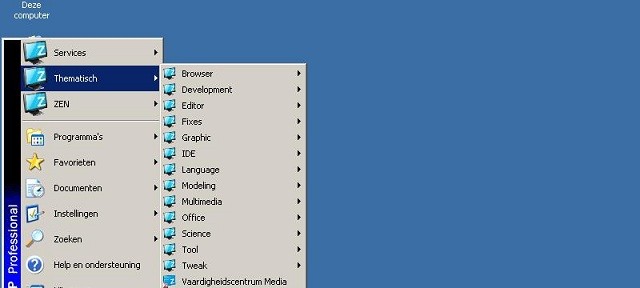 Deze
computer
Services
Thematisch
ZEN
Programma's
Favorieten
Documenten
Instellingen
Zoeken
Help en ondersteuning
Professional
Browser
Development
Editor
Fixes
Graphic
IDE
Language
Modeling
Multimedia
Office
Science
Tool
Tweak
Vaardigheidscentrum Media